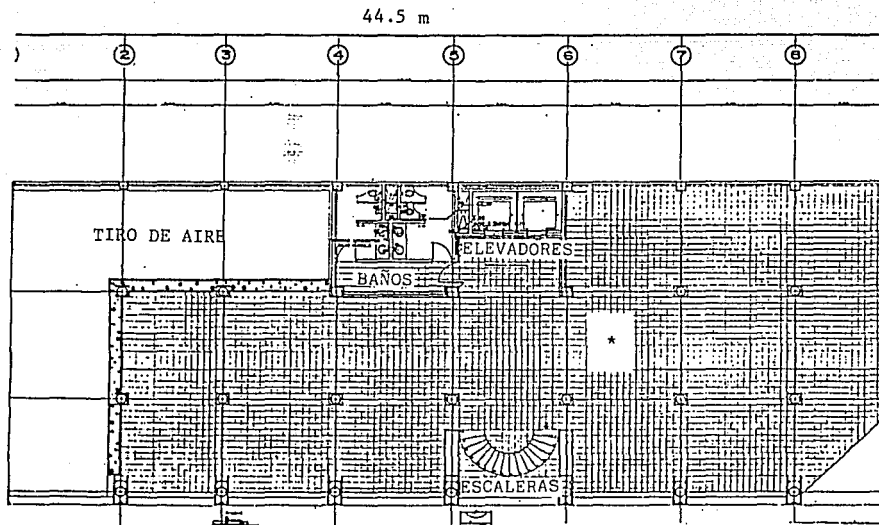 44.5 m
2 3 4 5 6 7 8
TIRO DE AIRE
ELEVADORES
BAÑOS
*
ESCALERAS